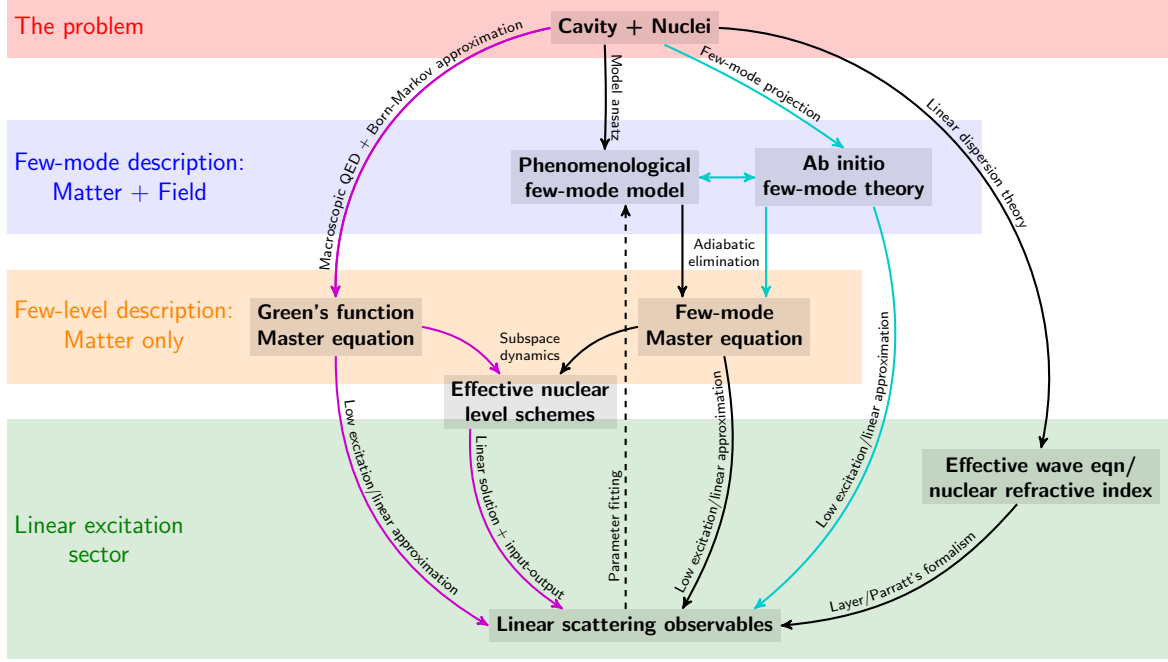 The problem
Cavity + Nuclei
Macroscopic QED + Born-Markov approximation
Model ansatz
Few-mode projection
Linear dispersion theory
Few-mode description:
Matter + Field
Phenomenological
few-mode model
Ab initio
few-mode theory
Adiabatic
elimination
Few-level description:
Matter only
Green's function
Master equation
Few-mode
Master equation
Subspace
dynamics
Effective nuclear
level schemes
Low excitation/linear approximation
Linear solution + input-output
Parameter fitting
Low excitation/linear approximation
Low excitation/linear approximation
Effective wave eqn/
nuclear refractive index
Linear excitation
sector
Layer/Parratt's formalism
Linear scattering observables